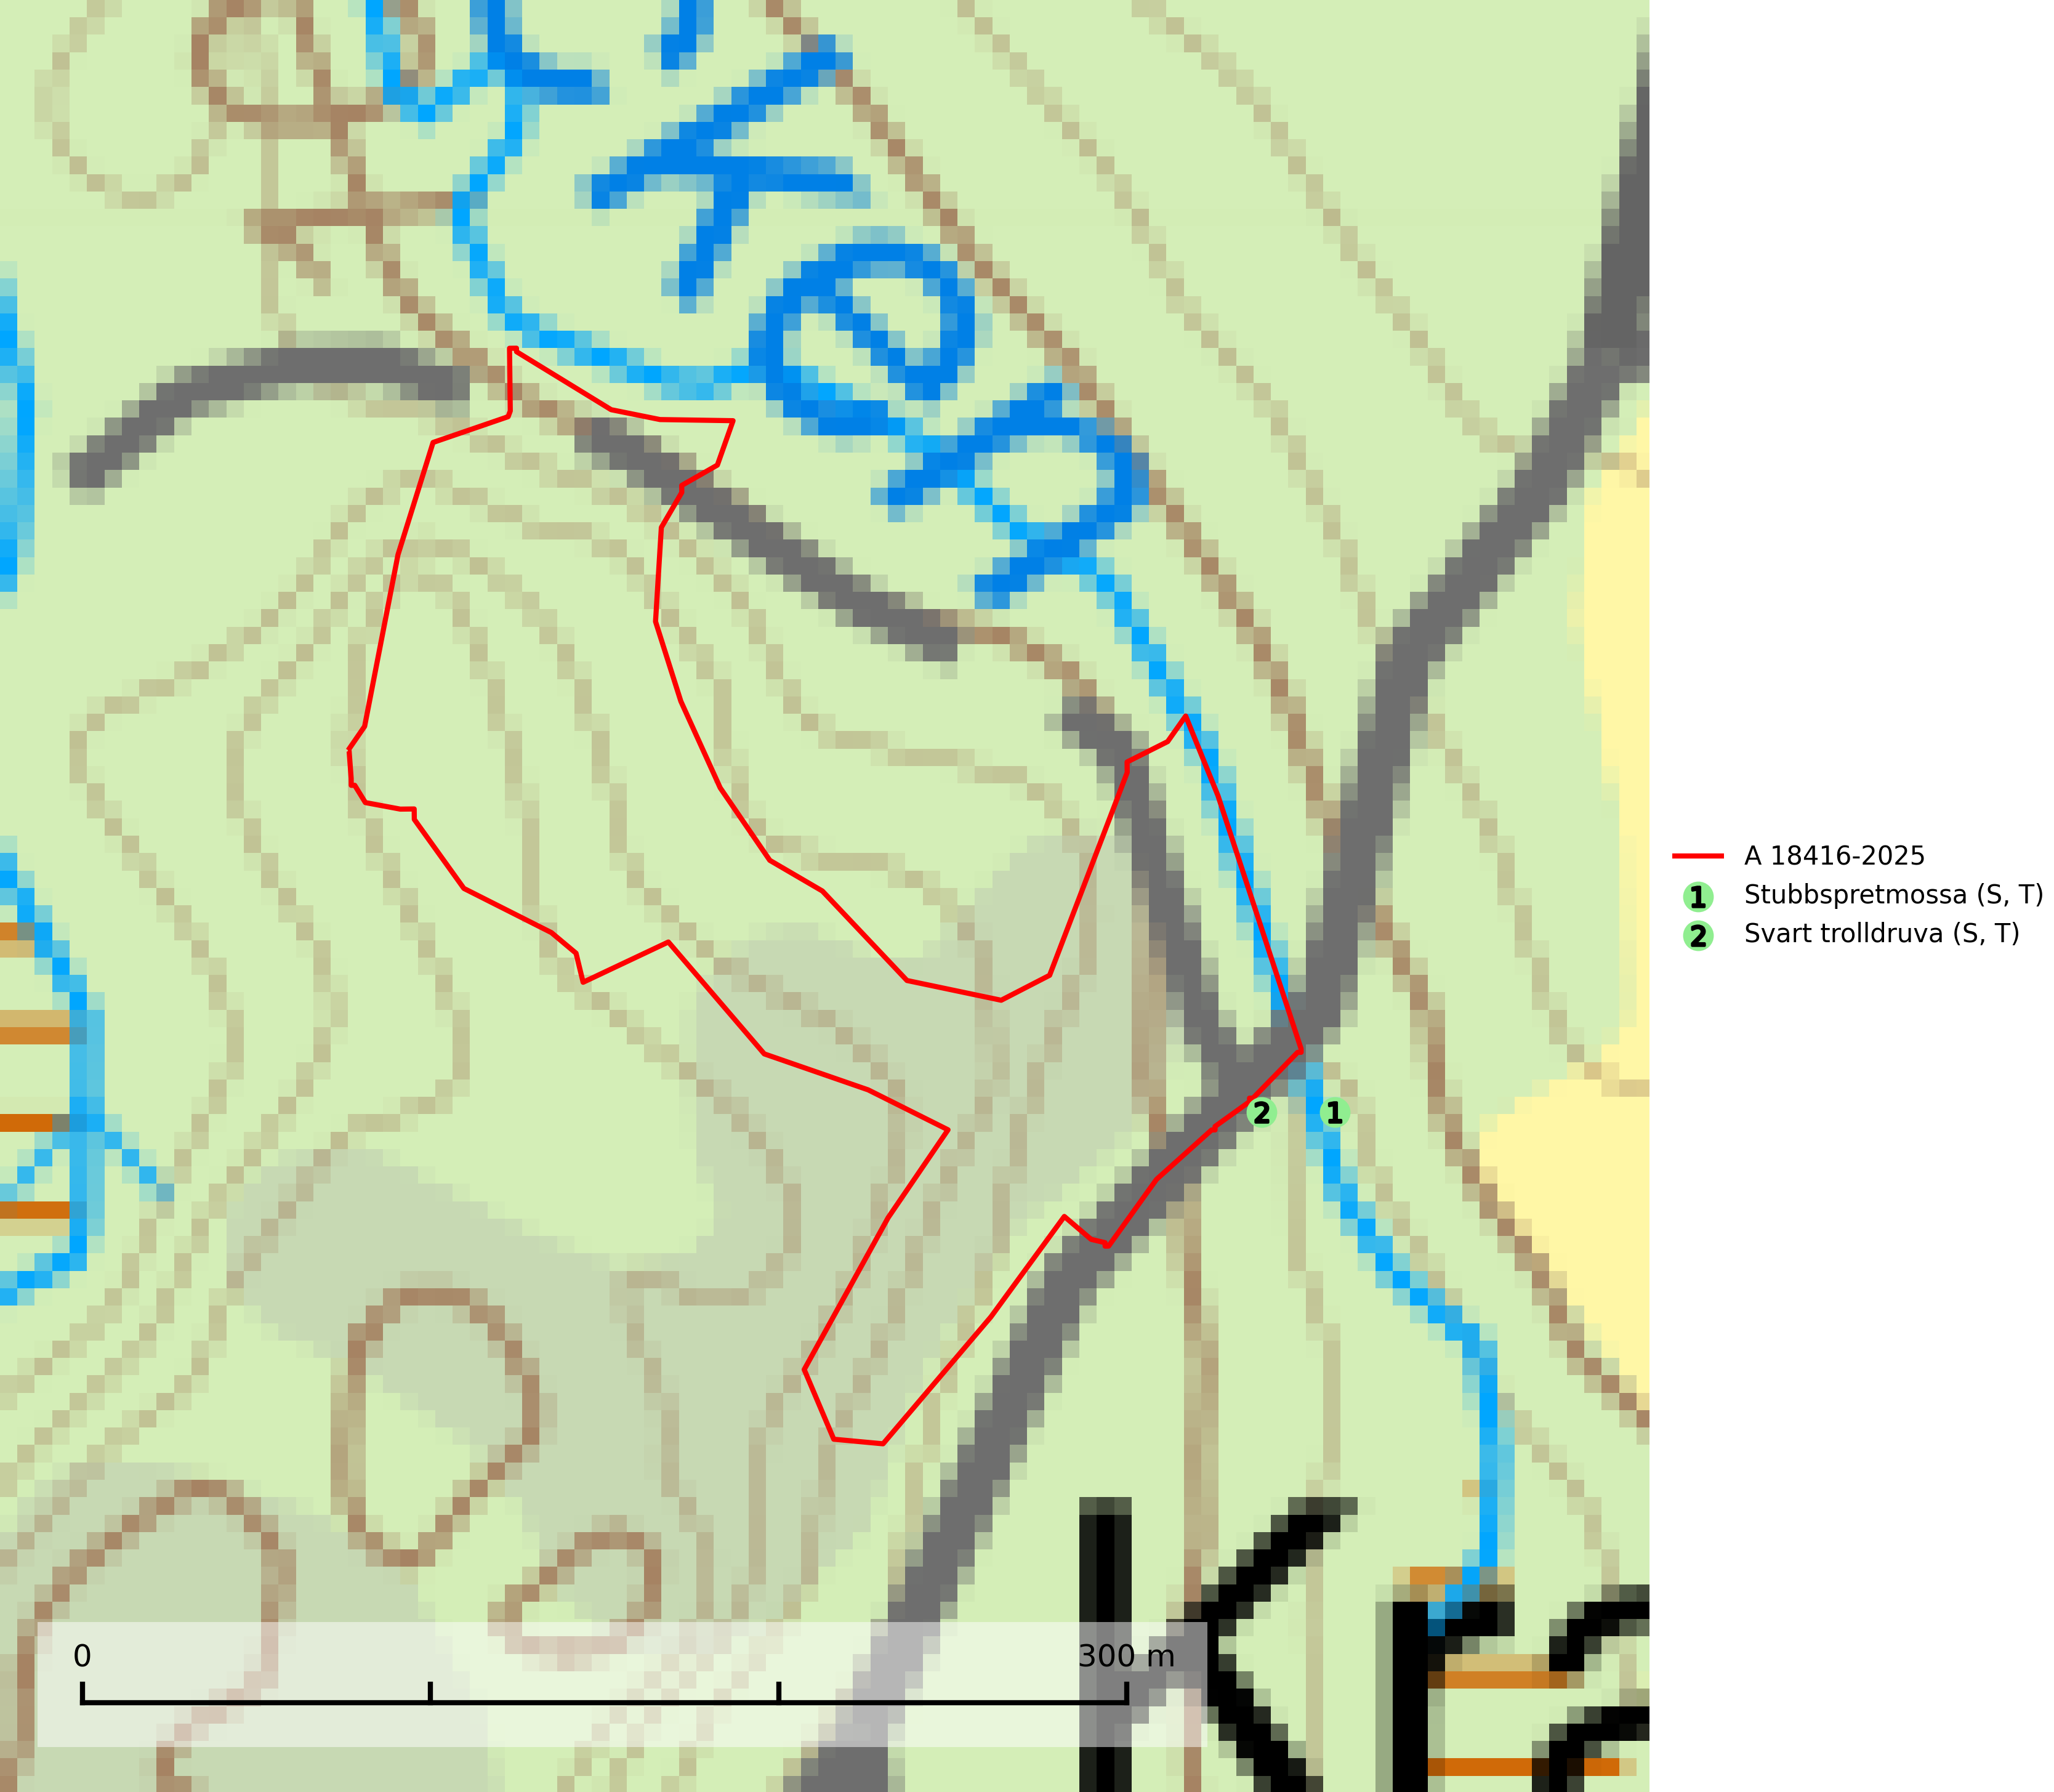 A 18416-2025
1 Stubbspretmossa (S, T)
2 Svart trolldruva (S, T)
2 1
0 300 m